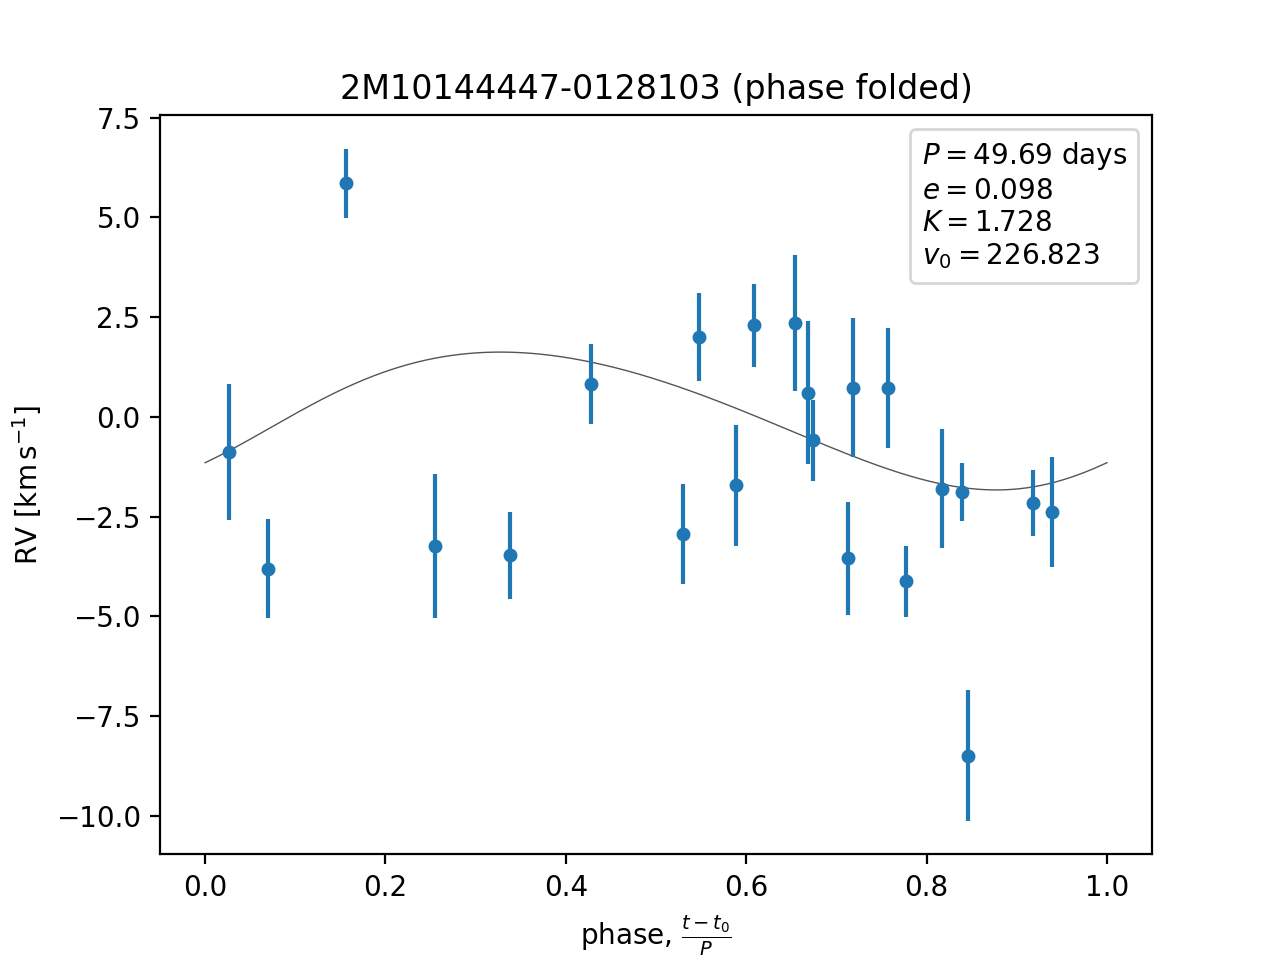 2M10144447-0128103 (phase folded)
7.5
5.0
2.5
0.0
−2.5
−5.0
−7.5
−10.0
RV [km s⁻¹]
P = 49.69 days
e = 0.098
K = 1.728
v₀ = 226.823
0.0 0.2 0.4 0.6 0.8 1.0
phase, (t − t₀)/P